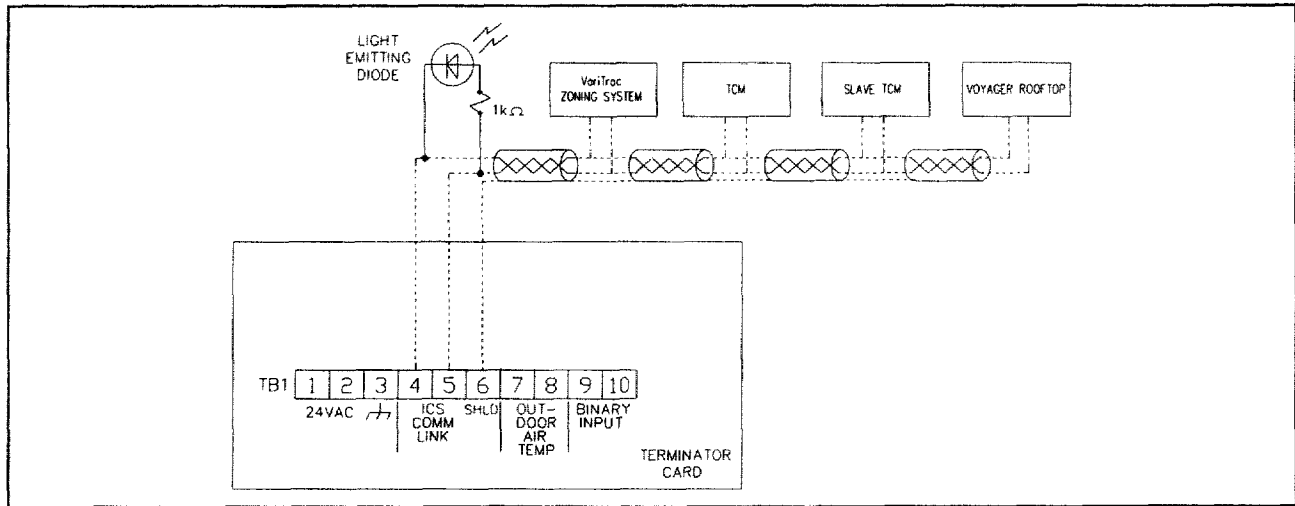 LIGHT
EMITTING
DIODE
1kΩ
VariTrac
ZONING SYSTEM
TCM
SLAVE TCM
VOYAGER ROOFTOP
TB1 1 2 3 4 5 6 7 8 9 10
24VAC
ICS
COMM
LINK
SHLD
OUT-
DOOR
AIR
TEMP
BINARY
INPUT
TERMINATOR
CARD